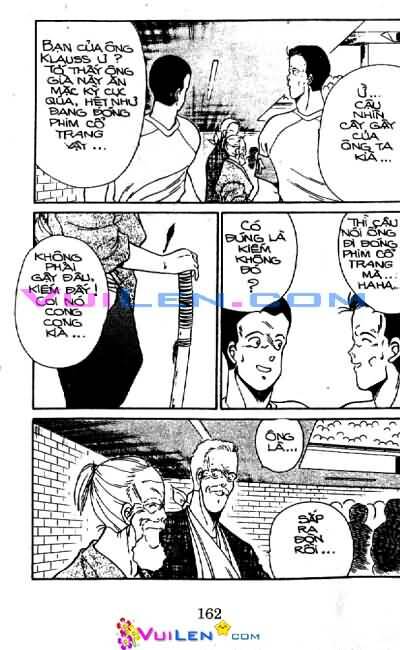 BẠN CỦA ÔNG
KLAUSS Ư ?
TỚ THẤY ÔNG
GIÀ NÀY ĂN
MẶC KỲ CỤC
QÚA, HỆT NHƯ
ĐANG ĐÓNG
PHIM CỔ
TRANG
VẬY ...
Ừ ...
CẬU
NHÌN
CÂY GẬY
CỦA
ÔNG TA
KÌA ...
KHÔNG
PHẢI
GẬY ĐÂU,
KIẾM ĐẤY !
COI NÓ
CONG
CONG
KÌA ...
CÓ
ĐÚNG LÀ
KIẾM
KHÔNG
ĐÓ
?
THÌ CẬU
NÓI ÔNG
ĐI ĐÓNG
PHIM CỔ
TRANG
MÀ ...
HAHA...
VUILEN.COM
ÔNG
LÀ...
SẮP
RA
ĐÒN
RỒI ...
162
VUILEN.COM